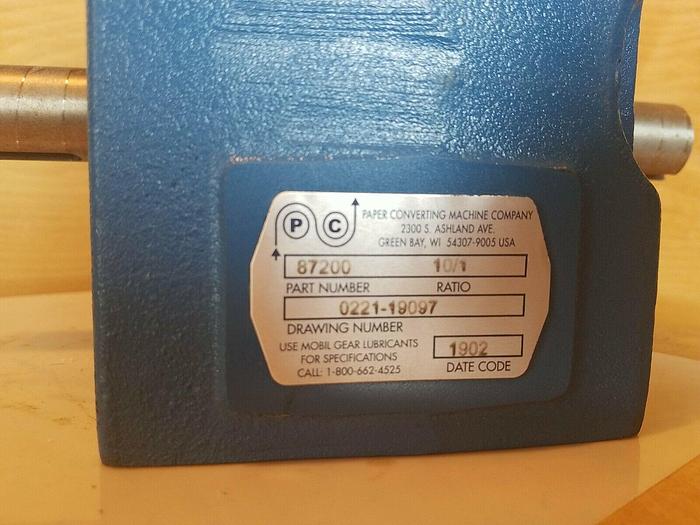 P C
PAPER CONVERTING MACHINE COMPANY
2300 S. ASHLAND AVE.
GREEN BAY, WI 54307-9005 USA
87200 10/1
PART NUMBER RATIO
0221-19097
DRAWING NUMBER
USE MOBIL GEAR LUBRICANTS
FOR SPECIFICATIONS
CALL: 1-800-662-4525
1902
DATE CODE